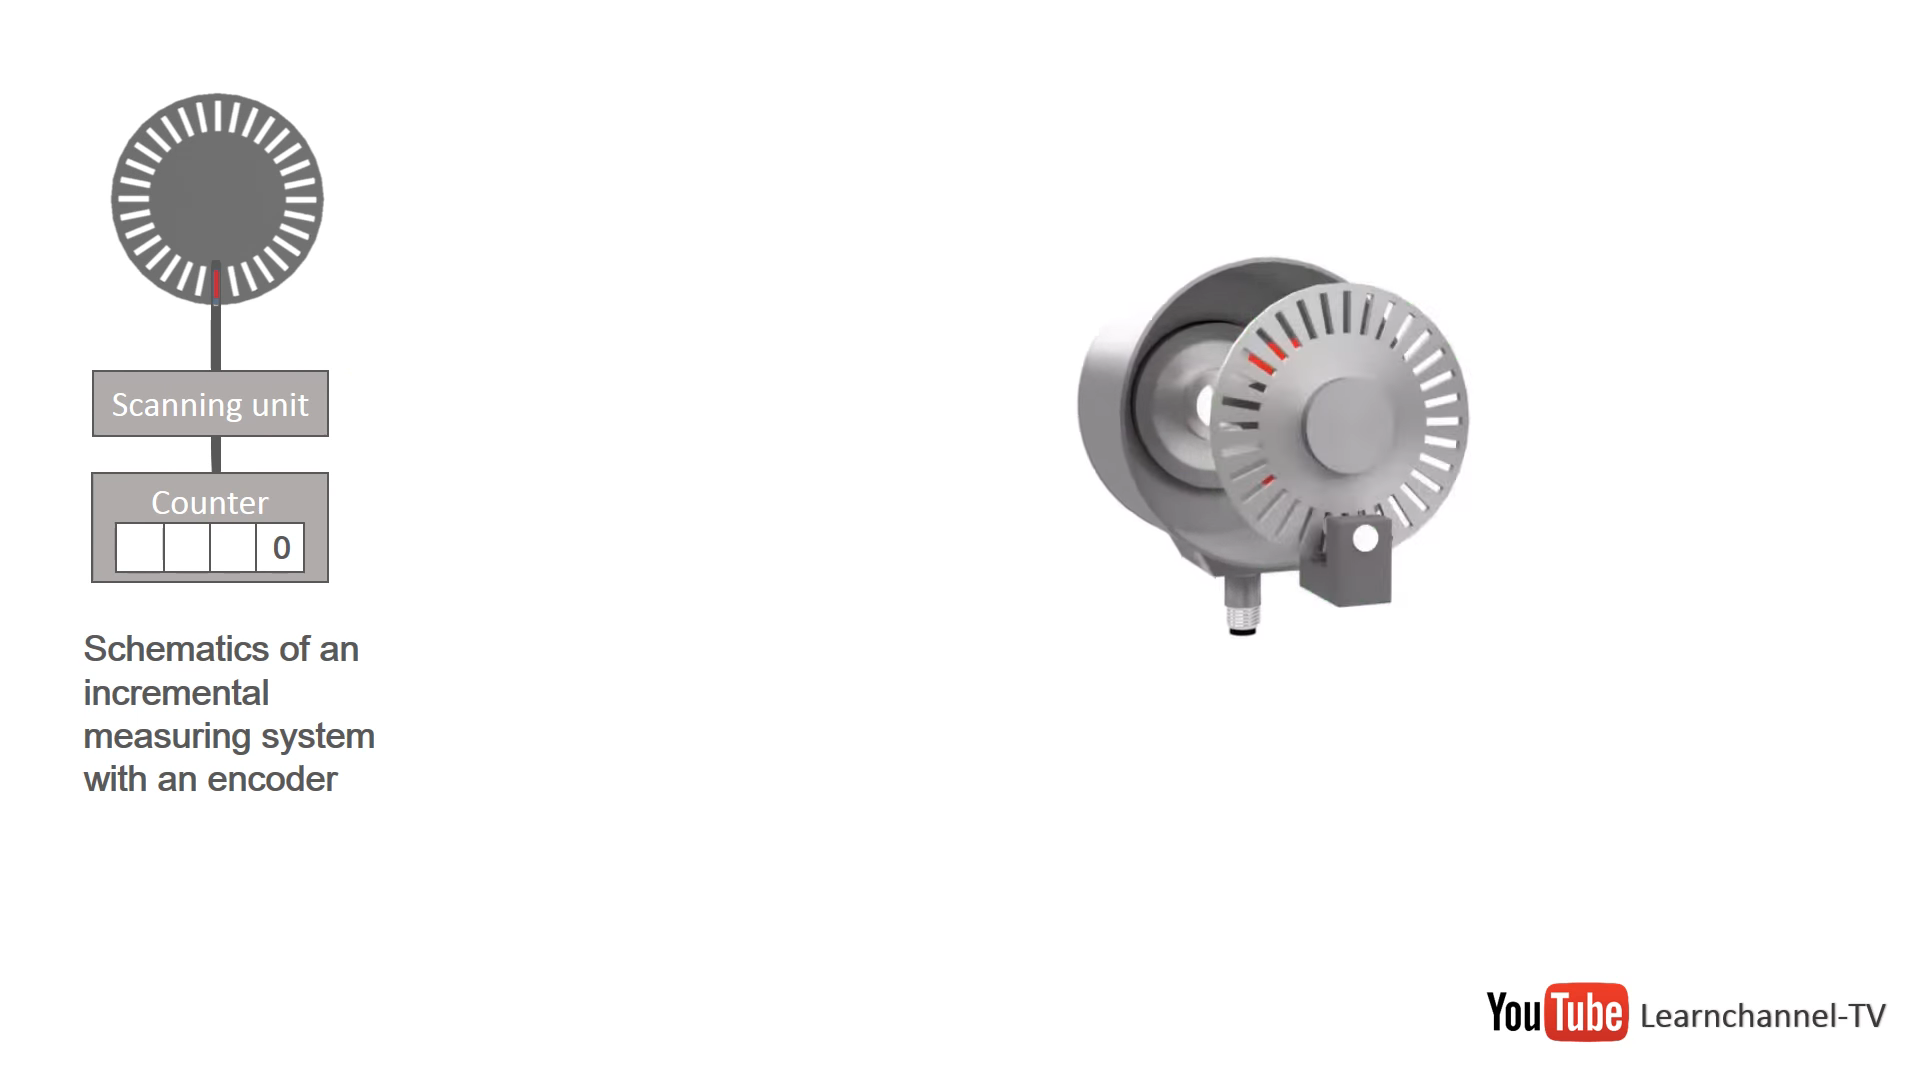 Scanning unit
Counter
0
Schematics of an
incremental
measuring system
with an encoder
YouTube Learnchannel-TV